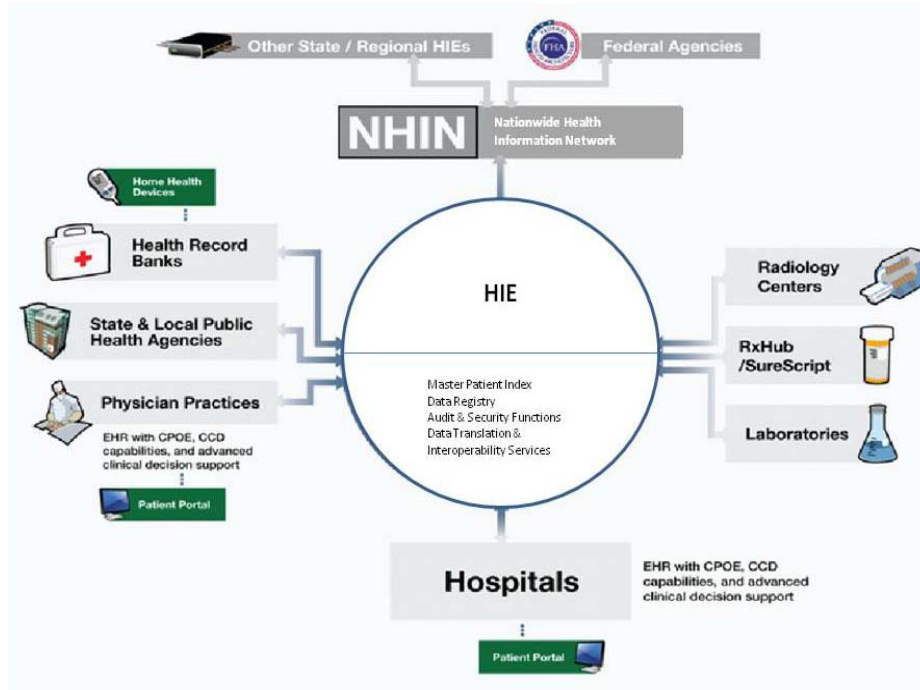 Other State / Regional HIEs
FHA
Federal Agencies
NHIN
Nationwide Health
Information Network
Home Health
Devices
Health Record
Banks
State & Local Public
Health Agencies
Physician Practices
EHR with CPOE, CCD
capabilities, and advanced
clinical decision support
Patient Portal
HIE
Master Patient Index
Data Registry
Audit & Security Functions
Data Translation &
Interoperability Services
Radiology
Centers
RxHub
/SureScript
Laboratories
Hospitals
EHR with CPOE, CCD
capabilities, and advanced
clinical decision support
Patient Portal